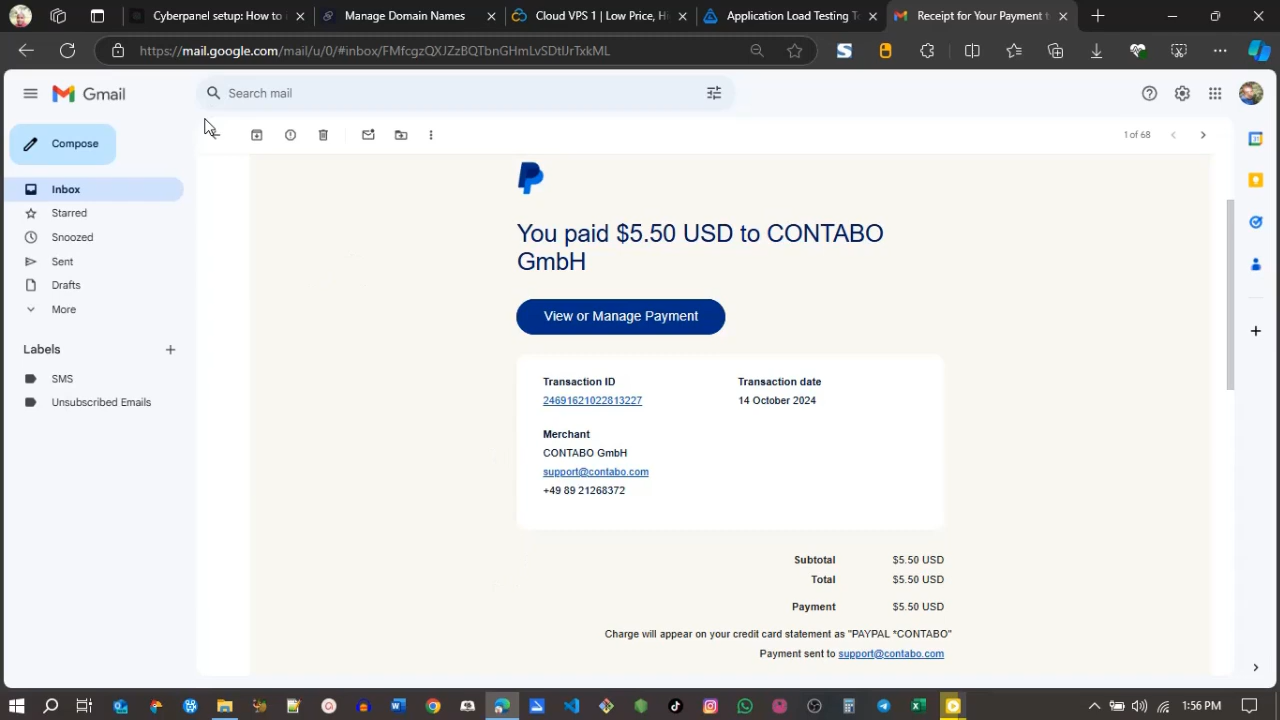 Cyberpanel setup: How to
Manage Domain Names
Cloud VPS 1 | Low Price, Hi
Application Load Testing To
Receipt for Your Payment t
https://mail.google.com/mail/u/0/#inbox/FMfcgzQXJZzBQTbnGHmLvSDtlJrTxkML
Gmail
Search mail
Compose
1 of 68
Inbox
Starred
Snoozed
Sent
Drafts
More
Labels
SMS
Unsubscribed Emails
You paid $5.50 USD to CONTABO
GmbH
View or Manage Payment
Transaction ID
Transaction date
24691621022813227
14 October 2024
Merchant
CONTABO GmbH
support@contabo.com
+49 89 21268372
Subtotal $5.50 USD
Total $5.50 USD
Payment $5.50 USD
Charge will appear on your credit card statement as "PAYPAL *CONTABO"
Payment sent to support@contabo.com
1:56 PM